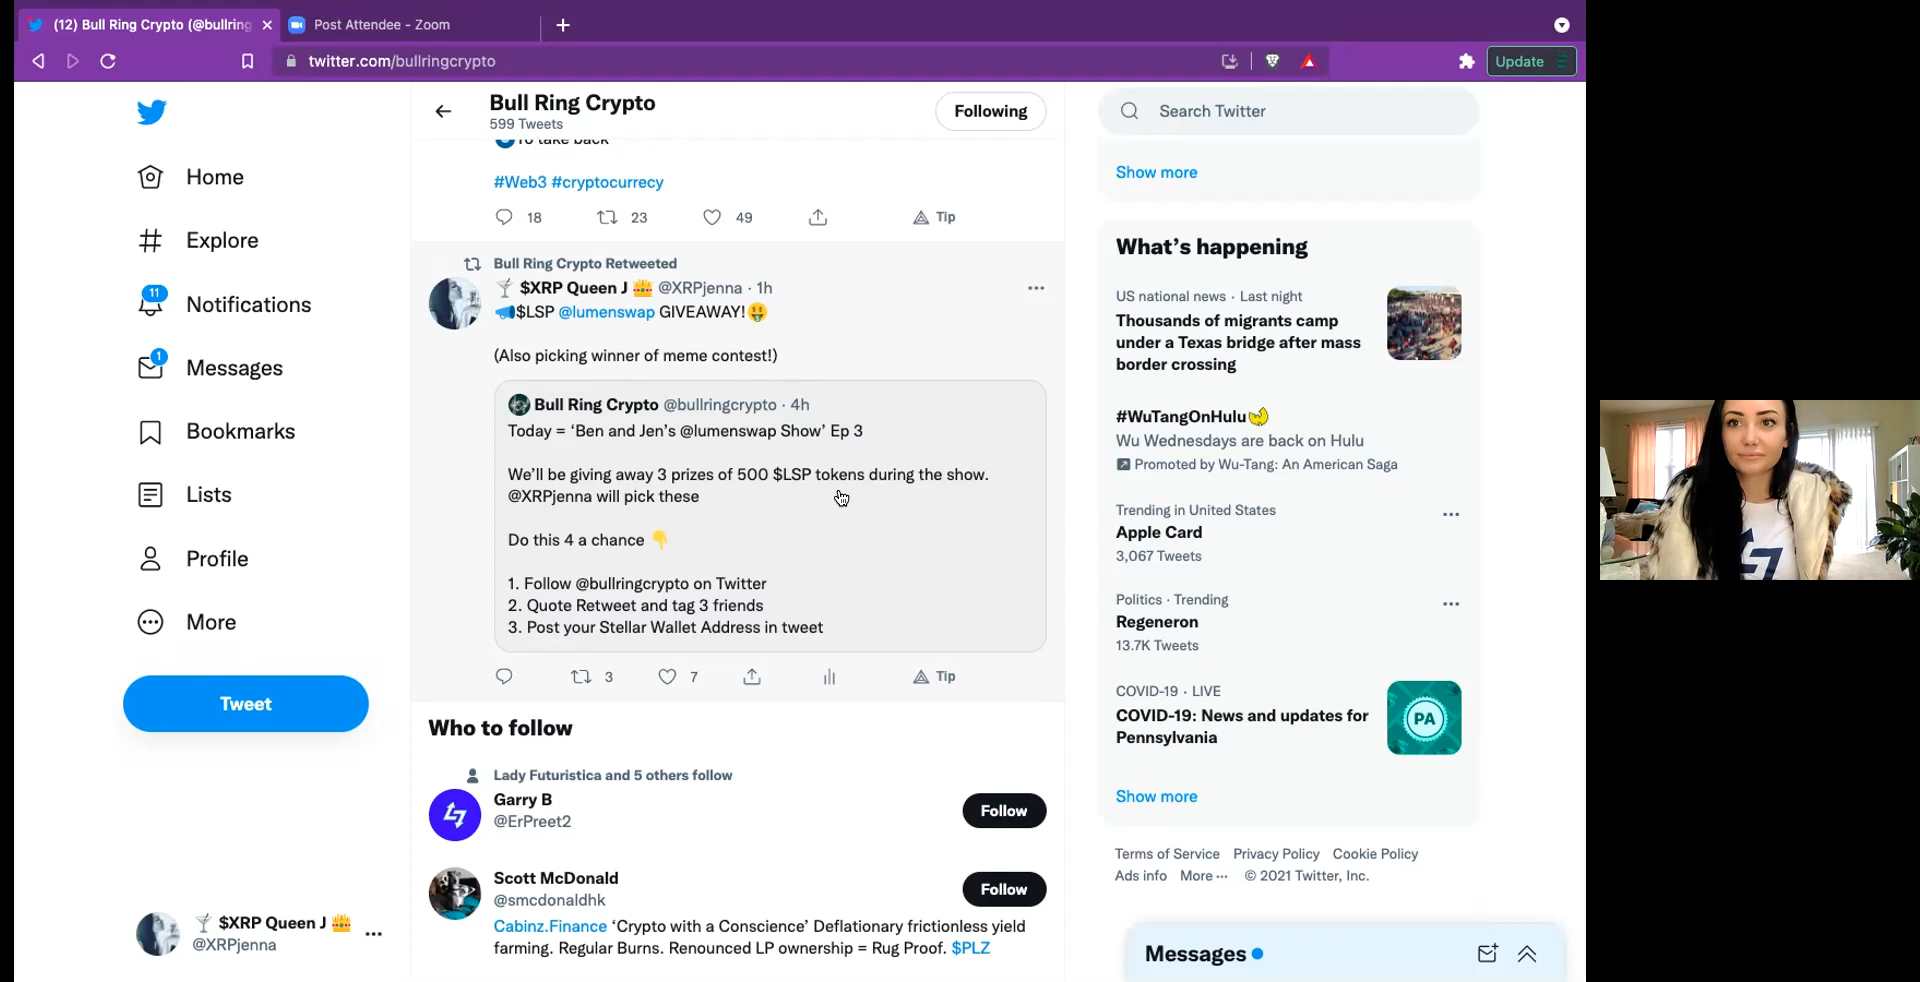 (12) Bull Ring Crypto (@bullring
Post Attendee - Zoom
twitter.com/bullringcrypto
Update
Home
Explore
11
Notifications
1
Messages
Bookmarks
Lists
Profile
More
Tweet
$XRP Queen J
@XRPjenna
Bull Ring Crypto
599 Tweets
Following
To take back
#Web3 #cryptocurrecy
18 23 49 Tip
Bull Ring Crypto Retweeted
$XRP Queen J 👑 @XRPjenna · 1h
📣$LSP @lumenswap GIVEAWAY!🤑
(Also picking winner of meme contest!)
Bull Ring Crypto @bullringcrypto · 4h
Today = ‘Ben and Jen’s @lumenswap Show’ Ep 3
We’ll be giving away 3 prizes of 500 $LSP tokens during the show.
@XRPjenna will pick these
Do this 4 a chance 👇
1. Follow @bullringcrypto on Twitter
2. Quote Retweet and tag 3 friends
3. Post your Stellar Wallet Address in tweet
3 7 Tip
Who to follow
Lady Futuristica and 5 others follow
Garry B
@ErPreet2
Follow
Scott McDonald
@smcdonaldhk
Follow
Cabinz.Finance ‘Crypto with a Conscience’ Deflationary frictionless yield
farming. Regular Burns. Renounced LP ownership = Rug Proof. $PLZ
Search Twitter
Show more
What’s happening
US national news · Last night
Thousands of migrants camp
under a Texas bridge after mass
border crossing
#WuTangOnHulu
Wu Wednesdays are back on Hulu
Promoted by Wu-Tang: An American Saga
Trending in United States
Apple Card
3,067 Tweets
Politics · Trending
Regeneron
13.7K Tweets
COVID-19 · LIVE
COVID-19: News and updates for
Pennsylvania
PA
Show more
Terms of Service Privacy Policy Cookie Policy
Ads info More ··· © 2021 Twitter, Inc.
Messages